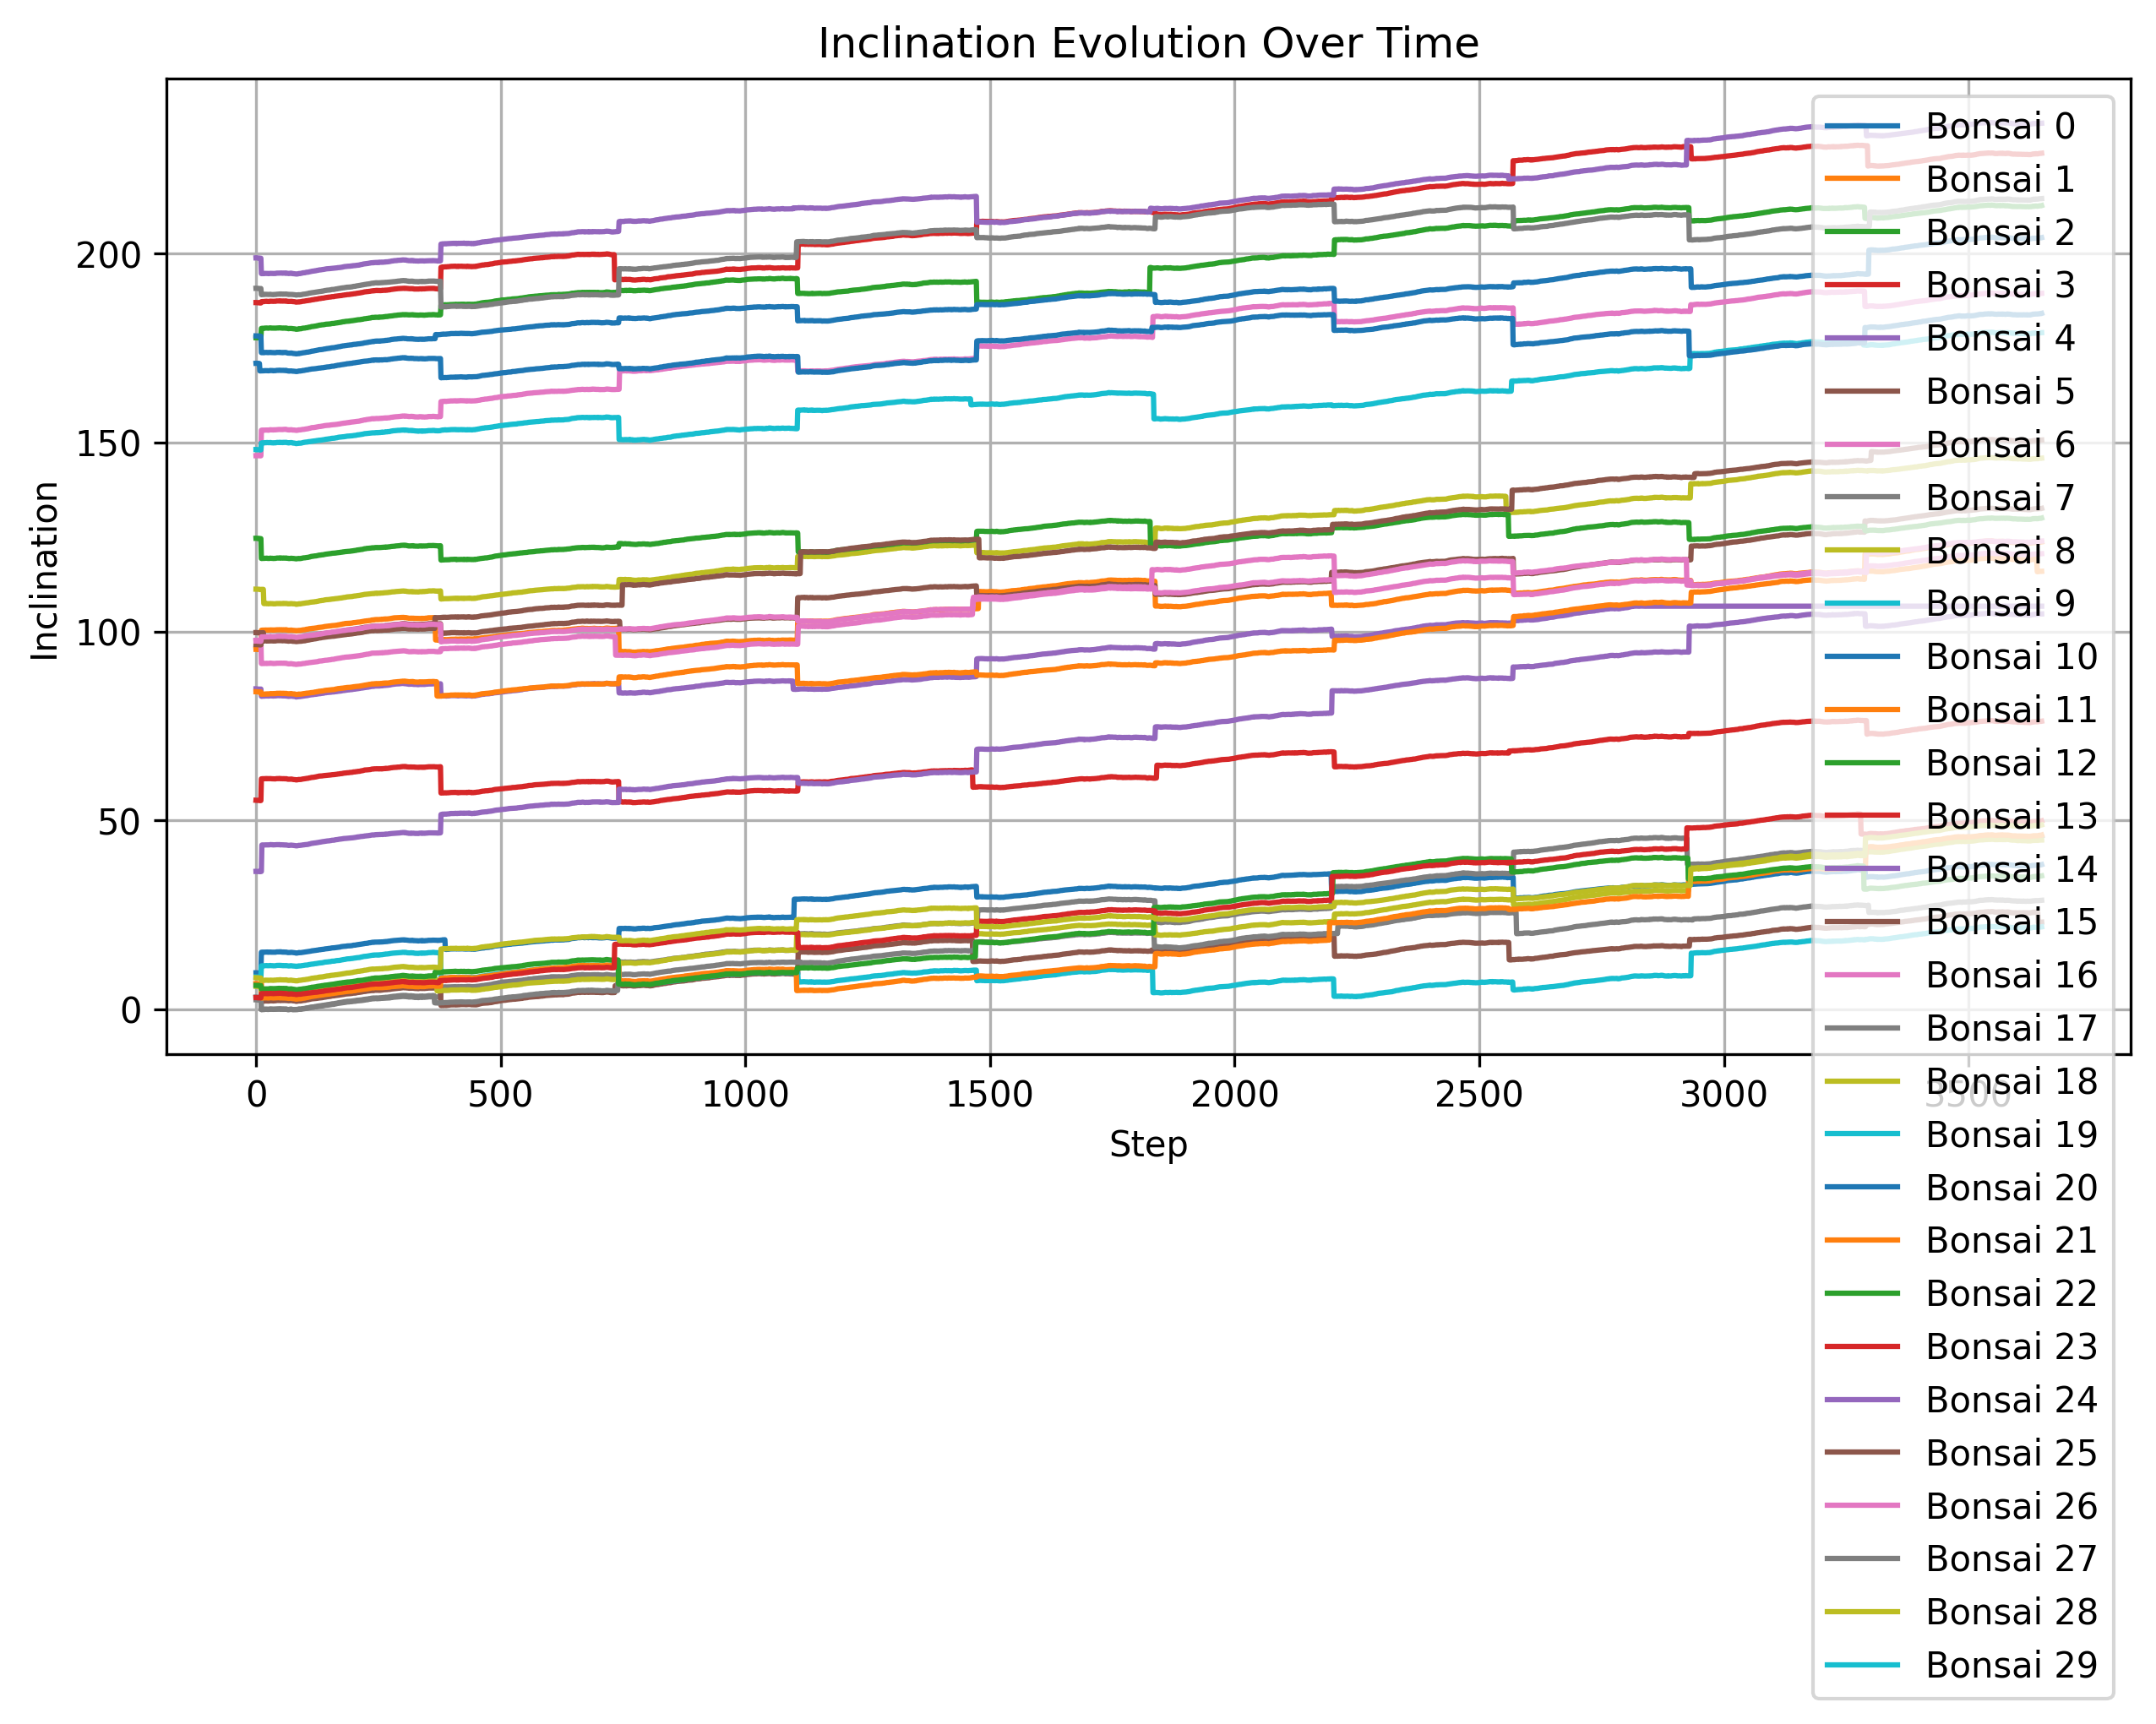 Inclination Evolution Over Time
Inclination
200
150
100
50
0
0 500 1000 1500 2000 2500 3000 3500
Step
Bonsai 0
Bonsai 1
Bonsai 2
Bonsai 3
Bonsai 4
Bonsai 5
Bonsai 6
Bonsai 7
Bonsai 8
Bonsai 9
Bonsai 10
Bonsai 11
Bonsai 12
Bonsai 13
Bonsai 14
Bonsai 15
Bonsai 16
Bonsai 17
Bonsai 18
Bonsai 19
Bonsai 20
Bonsai 21
Bonsai 22
Bonsai 23
Bonsai 24
Bonsai 25
Bonsai 26
Bonsai 27
Bonsai 28
Bonsai 29